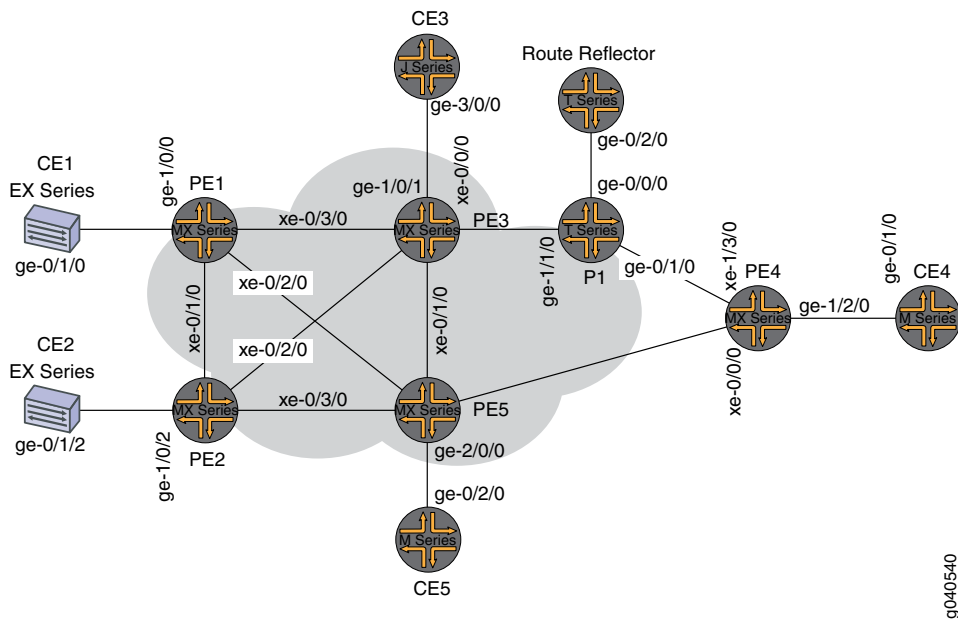 CE3
J Series
ge-3/0/0
Route Reflector
T Series
ge-0/2/0
CE1
EX Series
ge-0/1/0
ge-1/0/0
PE1
MX Series
xe-0/3/0
ge-1/0/1
xe-0/0/0
MX Series
PE3
ge-0/0/0
T Series
ge-1/1/0
P1
ge-0/1/0
xe-1/3/0
PE4
MX Series
xe-0/0/0
ge-1/2/0
ge-0/1/0
CE4
M Series
xe-0/2/0
xe-0/1/0
xe-0/2/0
xe-0/1/0
CE2
EX Series
ge-0/1/2
ge-1/0/2
MX Series
PE2
xe-0/3/0
MX Series
PE5
ge-2/0/0
ge-0/2/0
M Series
CE5
g040540